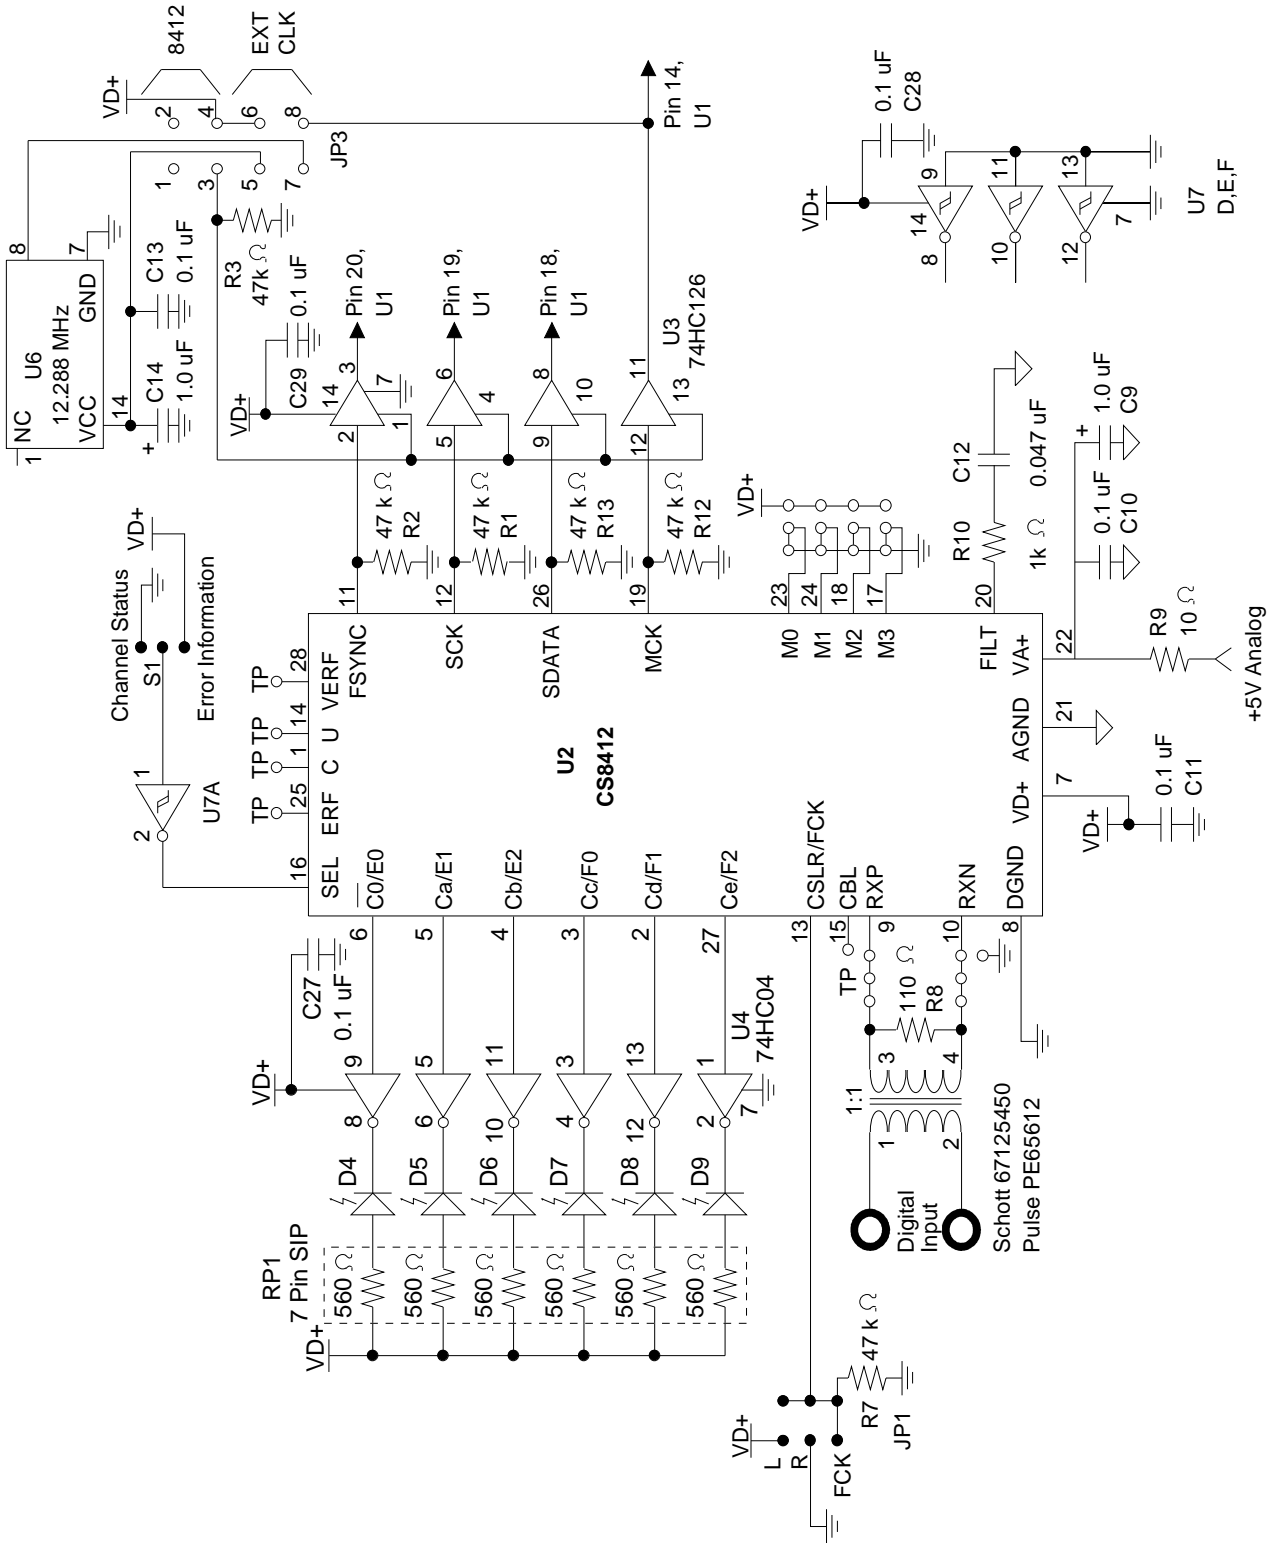 1
NC
U6
12.288 MHz
VCC
GND
14
8
7
C14
1.0 uF
+
C13
0.1 uF
VD+
8412
EXT
CLK
2
4
6
8
1
3
5
7
JP3
R3
47k Ω
VD+
C29
0.1 uF
14
2
3
1
7
Pin 20,
U1
5
6
4
Pin 19,
U1
9
8
10
Pin 18,
U1
12
11
13
U3
74HC126
Pin 14,
U1
47 k Ω
R2
47 k Ω
R1
47 k Ω
R13
47 k Ω
R12
VD+
0.1 uF
C28
VD+
14
9
8
11
10
13
12
7
U7
D,E,F
Channel Status
S1
Error Information
VD+
1
2
U7A
TP
TP
TP
TP
16
25
1
14
28
11
12
26
19
23
24
18
17
20
SEL
ERF
C
U
VERF
FSYNC
SCK
SDATA
MCK
M0
M1
M2
M3
FILT
VA+
22
AGND
21
VD+
7
DGND
8
U2
CS8412
C0/E0
Ca/E1
Cb/E2
Cc/F0
Cd/F1
Ce/F2
CSLR/FCK
CBL
RXP
RXN
6
5
4
3
2
27
13
15
9
10
R10
1k Ω
C12
0.047 uF
0.1 uF
C10
+
1.0 uF
C9
R9
10 Ω
+5V Analog
VD+
0.1 uF
C11
VD+
C27
0.1 uF
9
8
5
6
11
10
3
4
13
12
1
2
7
U4
74HC04
D4
D5
D6
D7
D8
D9
RP1
7 Pin SIP
560 Ω
560 Ω
560 Ω
560 Ω
560 Ω
560 Ω
VD+
TP
110 Ω
R8
1:1
3
4
1
2
Digital
Input
Schott 67125450
Pulse PE65612
VD+
L
R
FCK
R7
47 k Ω
JP1